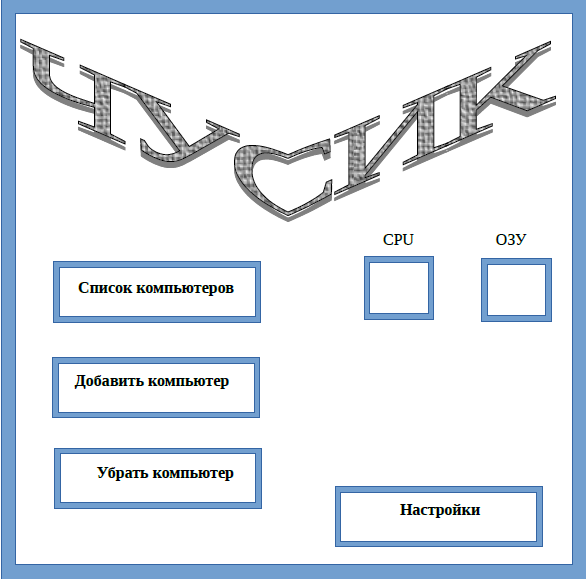 ЧУСИК
CPU ОЗУ
Список компьютеров
Добавить компьютер
Убрать компьютер
Настройки